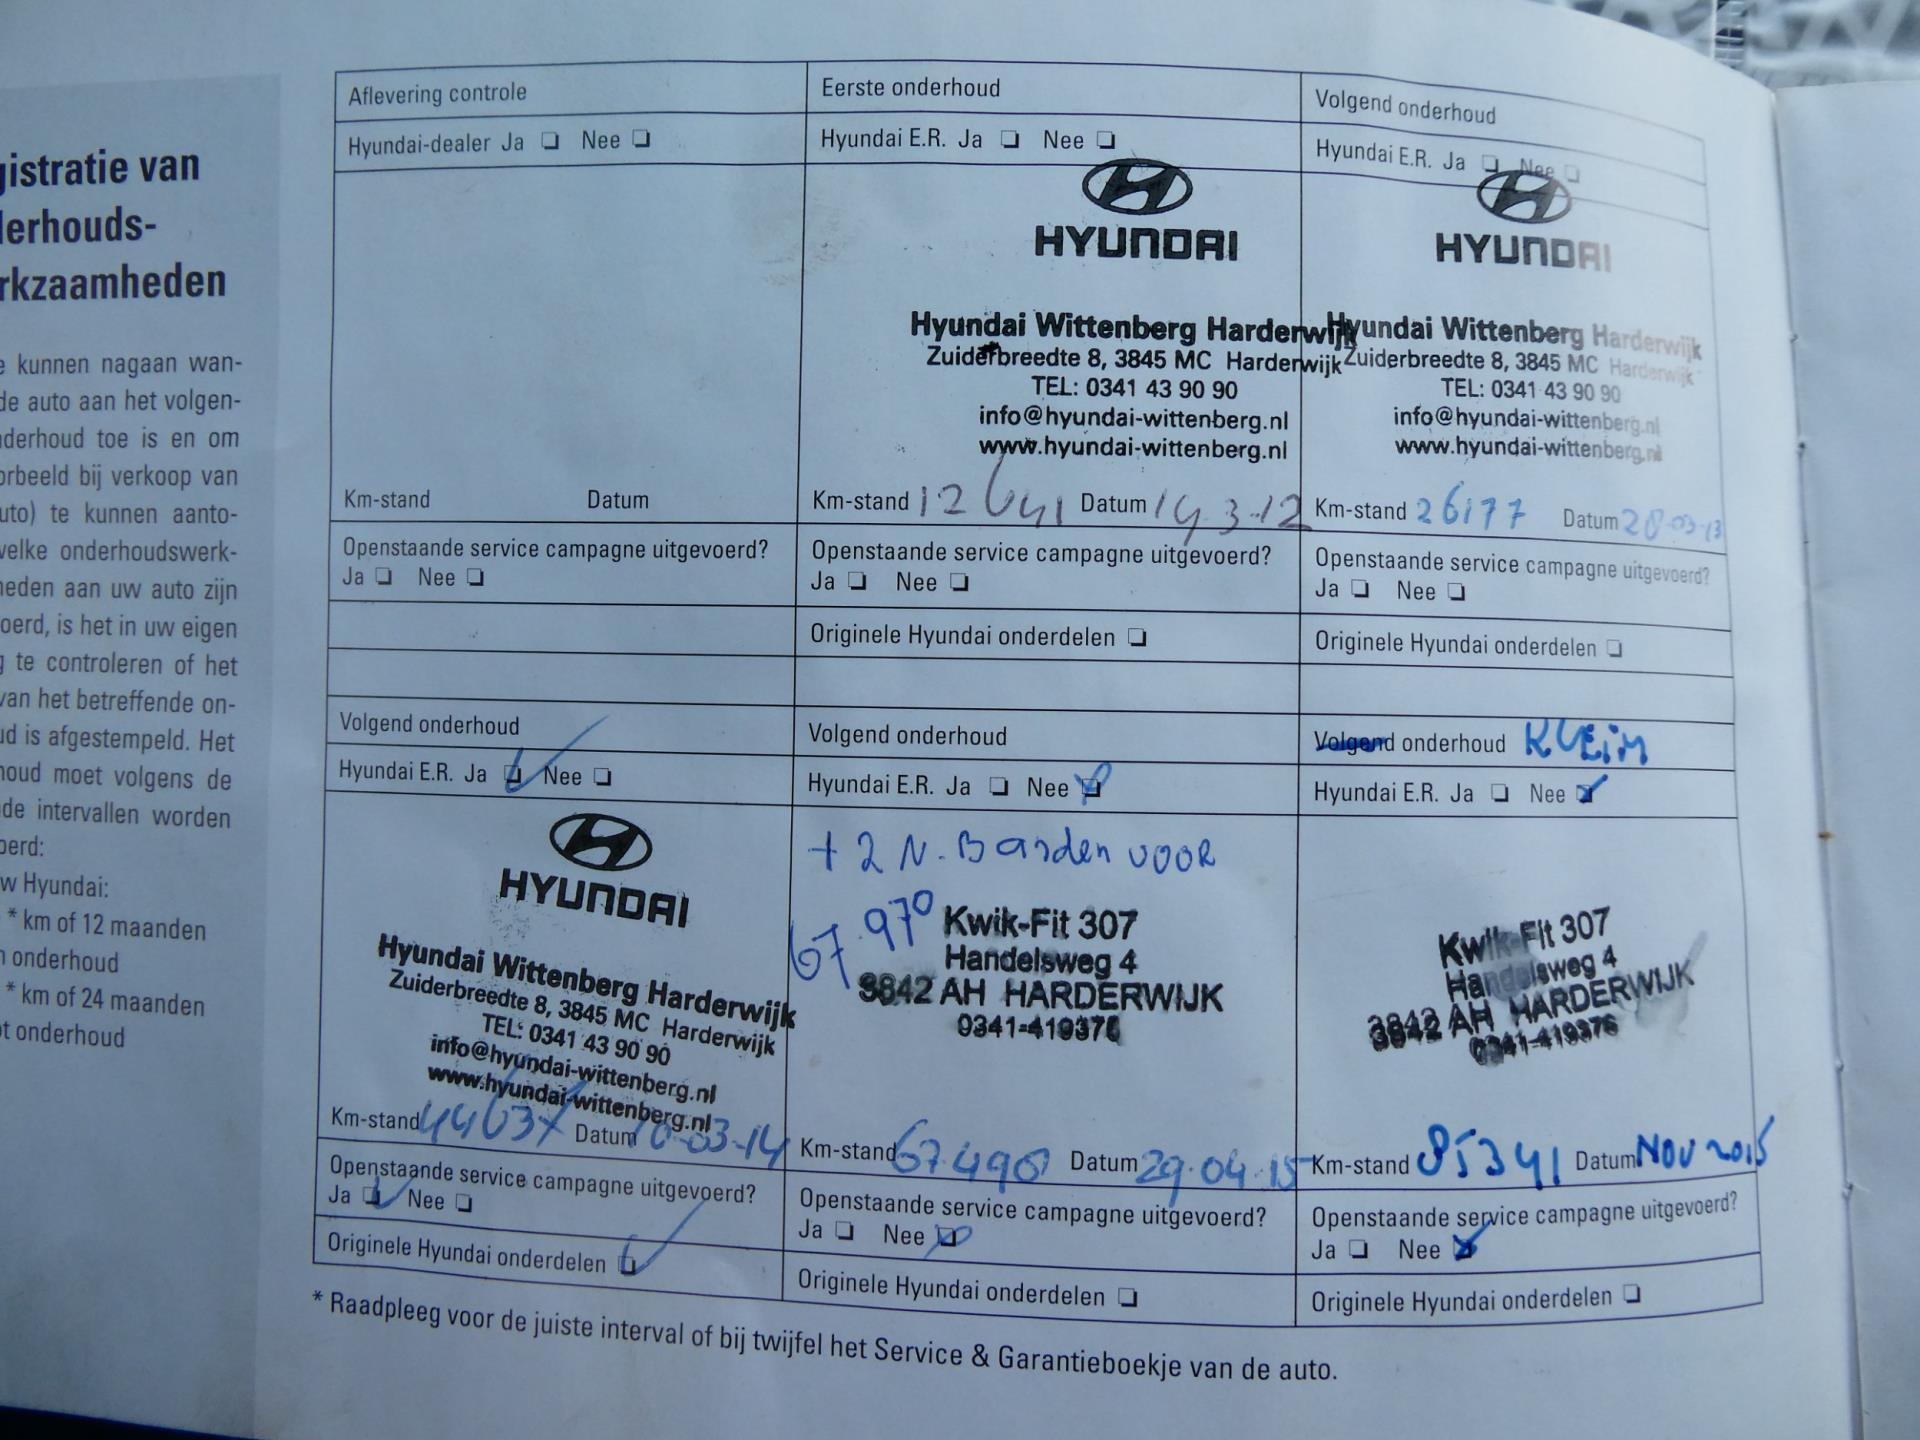 gistratie van
derhouds-
rkzaamheden
e kunnen nagaan wan-
de auto aan het volgen-
nderhoud toe is en om
orbeeld bij verkoop van
uto) te kunnen aanto-
welke onderhoudswerk-
heden aan uw auto zijn
oerd, is het in uw eigen
g te controleren of het
van het betreffende on-
ud is afgestempeld. Het
houd moet volgens de
de intervallen worden
oerd:
w Hyundai:
* km of 12 maanden
n onderhoud
* km of 24 maanden
ot onderhoud
Aflevering controle
Hyundai-dealer Ja Nee
Km-stand Datum
Openstaande service campagne uitgevoerd?
Ja Nee
Eerste onderhoud
Hyundai E.R. Ja Nee
HYUNDAI
Hyundai Wittenberg Harderwijk
Zuiderbreedte 8, 3845 MC Harderwijk
TEL: 0341 43 90 90
info@hyundai-wittenberg.nl
www.hyundai-wittenberg.nl
Km-stand 12641 Datum 19.3.12
Openstaande service campagne uitgevoerd?
Ja Nee
Originele Hyundai onderdelen
Volgend onderhoud
Hyundai E.R. Ja Nee
HYUNDAI
Hyundai Wittenberg Harderwijk
Zuiderbreedte 8, 3845 MC Harderwijk
TEL: 0341 43 90 90
info@hyundai-wittenberg.nl
www.hyundai-wittenberg.nl
Km-stand 26177 Datum 28-03-13
Openstaande service campagne uitgevoerd?
Ja Nee
Originele Hyundai onderdelen
Volgend onderhoud
Hyundai E.R. Ja Nee
HYUNDAI
Hyundai Wittenberg Harderwijk
Zuiderbreedte 8, 3845 MC Harderwijk
TEL: 0341 43 90 90
info@hyundai-wittenberg.nl
www.hyundai-wittenberg.nl
Km-stand 44637 Datum 10-03-14
Openstaande service campagne uitgevoerd?
Ja Nee
Originele Hyundai onderdelen
Volgend onderhoud
Hyundai E.R. Ja Nee
+ 2 N. Banden voor
67.970
Kwik-Fit 307
Handelsweg 4
3842 AH HARDERWIJK
0341-419376
Km-stand Datum 29.04.15
Openstaande service campagne uitgevoerd?
Ja Nee
Originele Hyundai onderdelen
Volgend onderhoud KLEIN
Hyundai E.R. Ja Nee
Kwik-Fit 307
Handelsweg 4
3842 AH HARDERWIJK
0341-419376
Km-stand 85341 Datum NOV 2015
Openstaande service campagne uitgevoerd?
Ja Nee
Originele Hyundai onderdelen
* Raadpleeg voor de juiste interval of bij twijfel het Service & Garantieboekje van de auto.